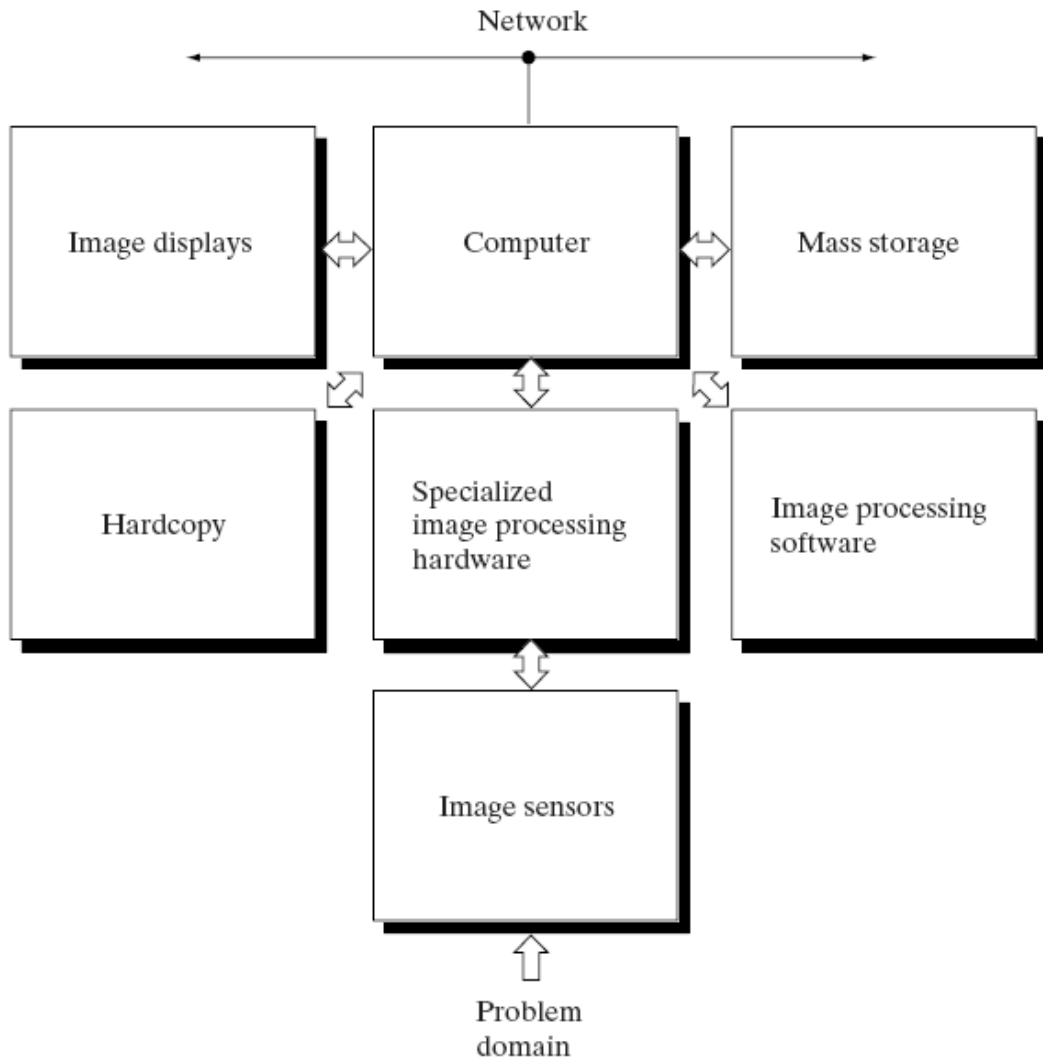 Network
Image displays
Computer
Mass storage
Hardcopy
Specialized
image processing
hardware
Image processing
software
Image sensors
Problem
domain